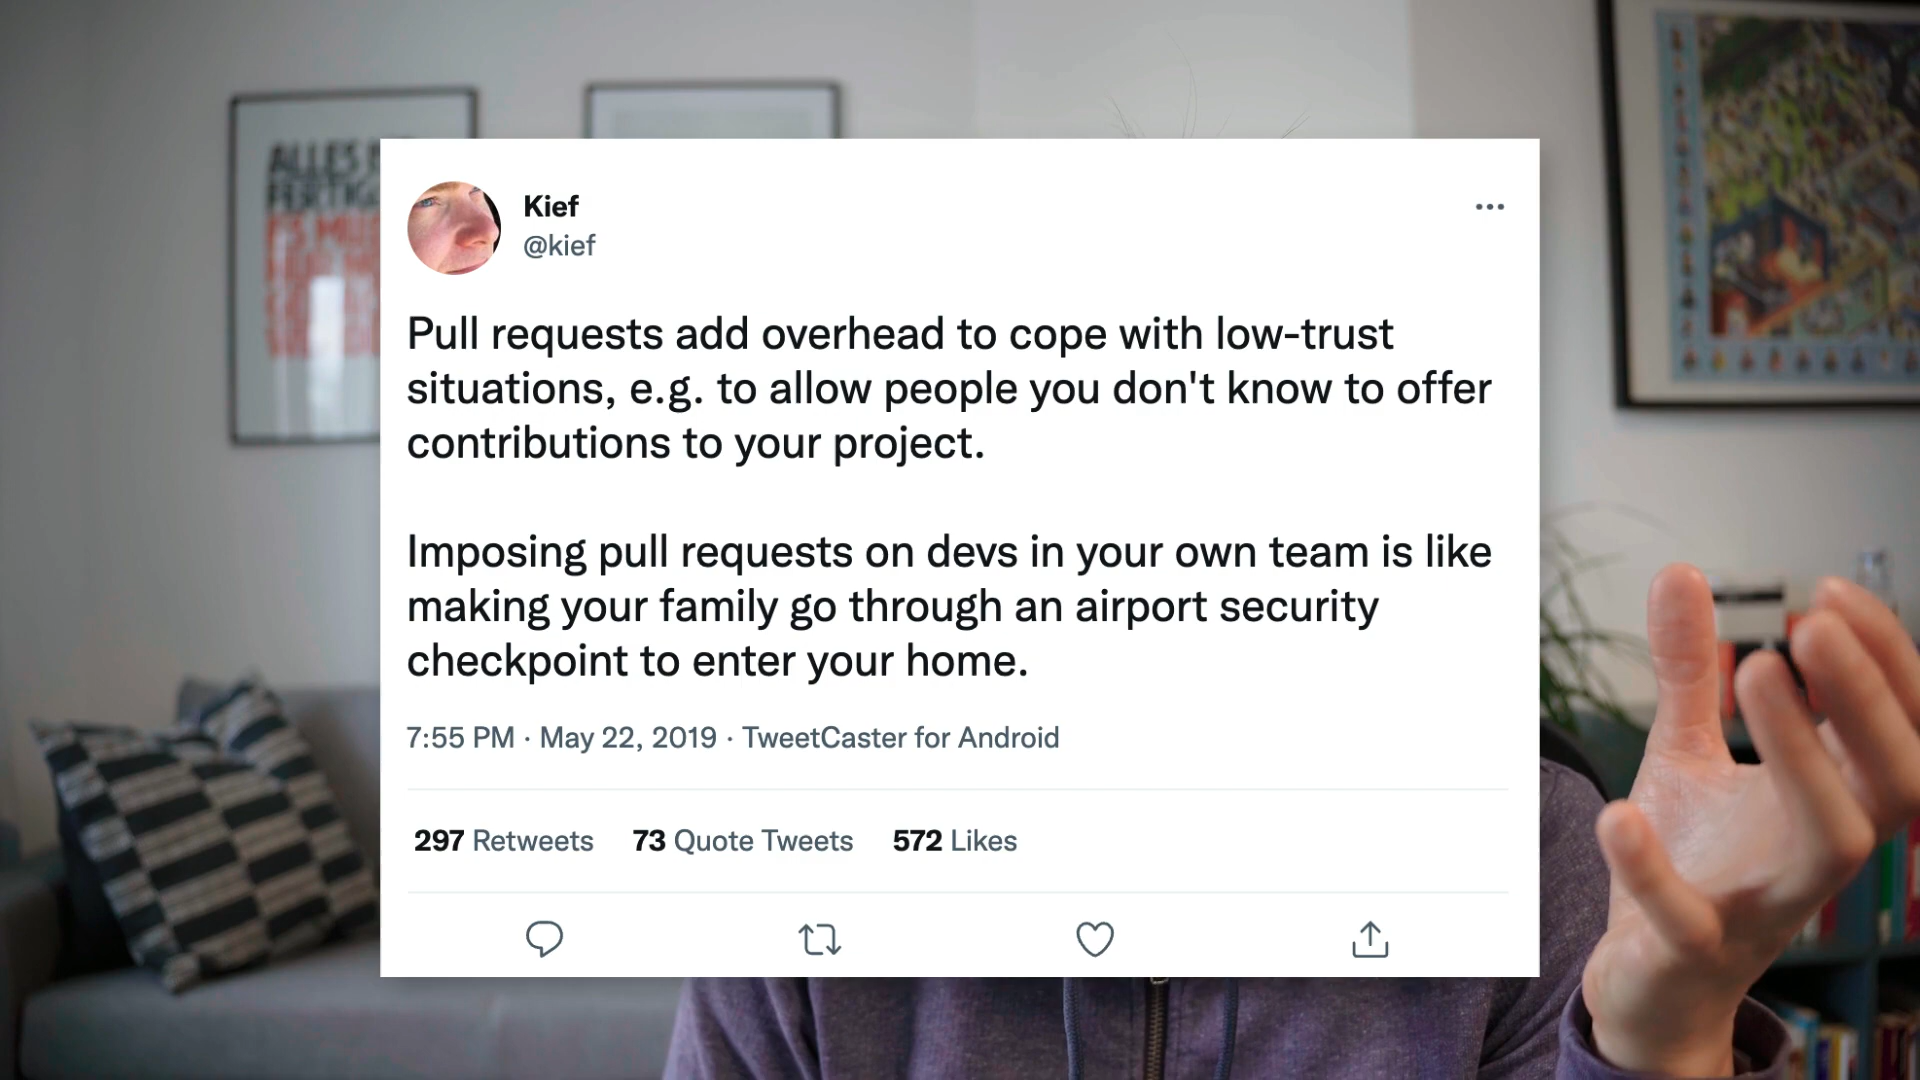 ALLES
Kief
@kief
Pull requests add overhead to cope with low-trust
situations, e.g. to allow people you don't know to offer
contributions to your project.
Imposing pull requests on devs in your own team is like
making your family go through an airport security
checkpoint to enter your home.
7:55 PM · May 22, 2019 · TweetCaster for Android
297 Retweets 73 Quote Tweets 572 Likes